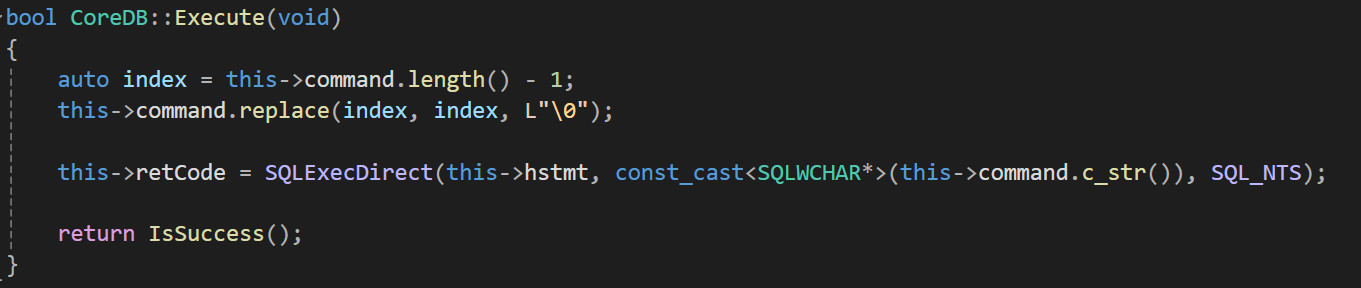 bool CoreDB::Execute(void)
{
    auto index = this->command.length() - 1;
    this->command.replace(index, index, L"\0");
    this->retCode = SQLExecDirect(this->hstmt, const_cast<SQLWCHAR*>(this->command.c_str()), SQL_NTS);
    return IsSuccess();
}